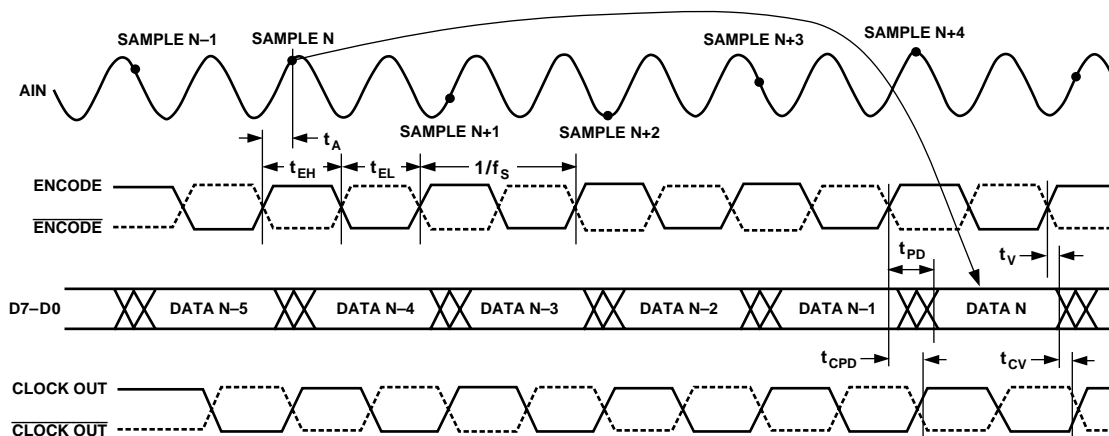 SAMPLE N–1
SAMPLE N
SAMPLE N+3
SAMPLE N+4
AIN
SAMPLE N+1
SAMPLE N+2
tA
tEH
tEL
1/fS
ENCODE
ENCODE
tPD
tV
D7–D0
DATA N–5
DATA N–4
DATA N–3
DATA N–2
DATA N–1
DATA N
tCPD
tCV
CLOCK OUT
CLOCK OUT